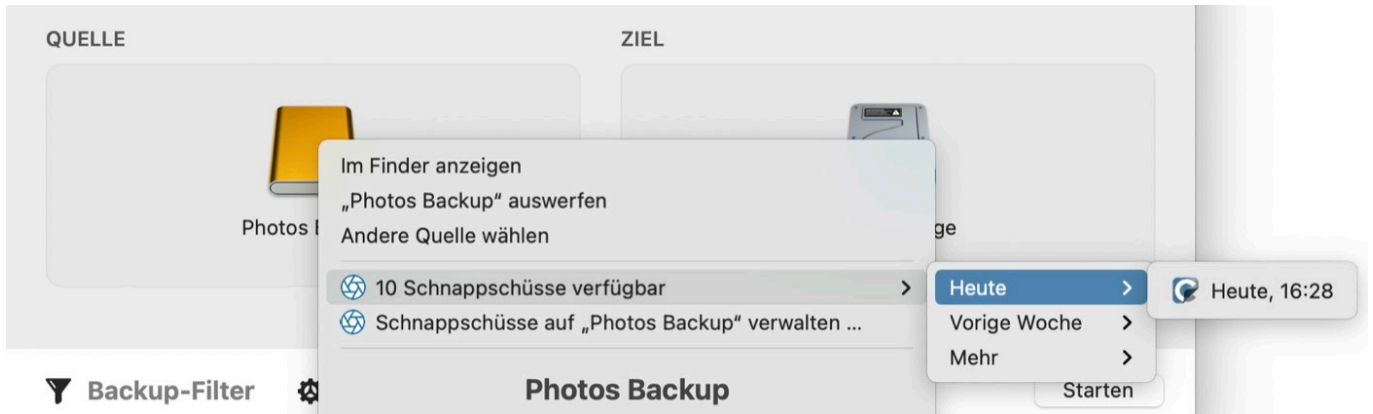 QUELLE
ZIEL
Im Finder anzeigen
„Photos Backup“ auswerfen
Photos
Andere Quelle wählen
10 Schnappschüsse verfügbar
Heute
Heute, 16:28
Schnappschüsse auf „Photos Backup“ verwalten ...
Vorige Woche
Mehr
Backup-Filter
Photos Backup
Starten